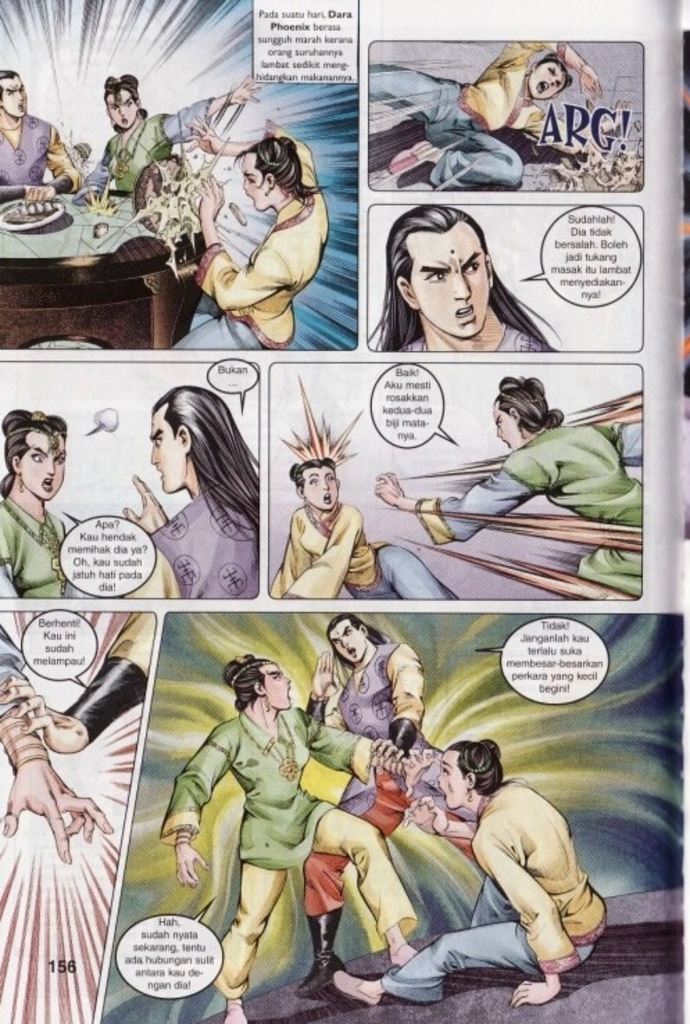 Pada suatu hari, Dara
Phoenix berasa
sungguh marah kerana
orang suruhannya
lambat sedikit meng-
hidangkan makanannya.
ARG!
Sudahlah!
Dia tidak
bersalah. Boleh
jadi tukang
masak itu lambat
menyediakan-
nya!
Bukan
...
Apa?
Kau hendak
memihak dia ya?
Oh, kau sudah
jatuh hati pada
dia!
Baik!
Aku mesti
rosakkan
kedua-dua
biji mata-
nya.
Berhenti!
Kau ini
sudah
melampau!
Tidak!
Janganlah kau
terlalu suka
membesar-besarkan
perkara yang kecil
begini!
Hah,
sudah nyata
sekarang, tentu
ada hubungan sulit
antara kau de-
ngan dia!
156